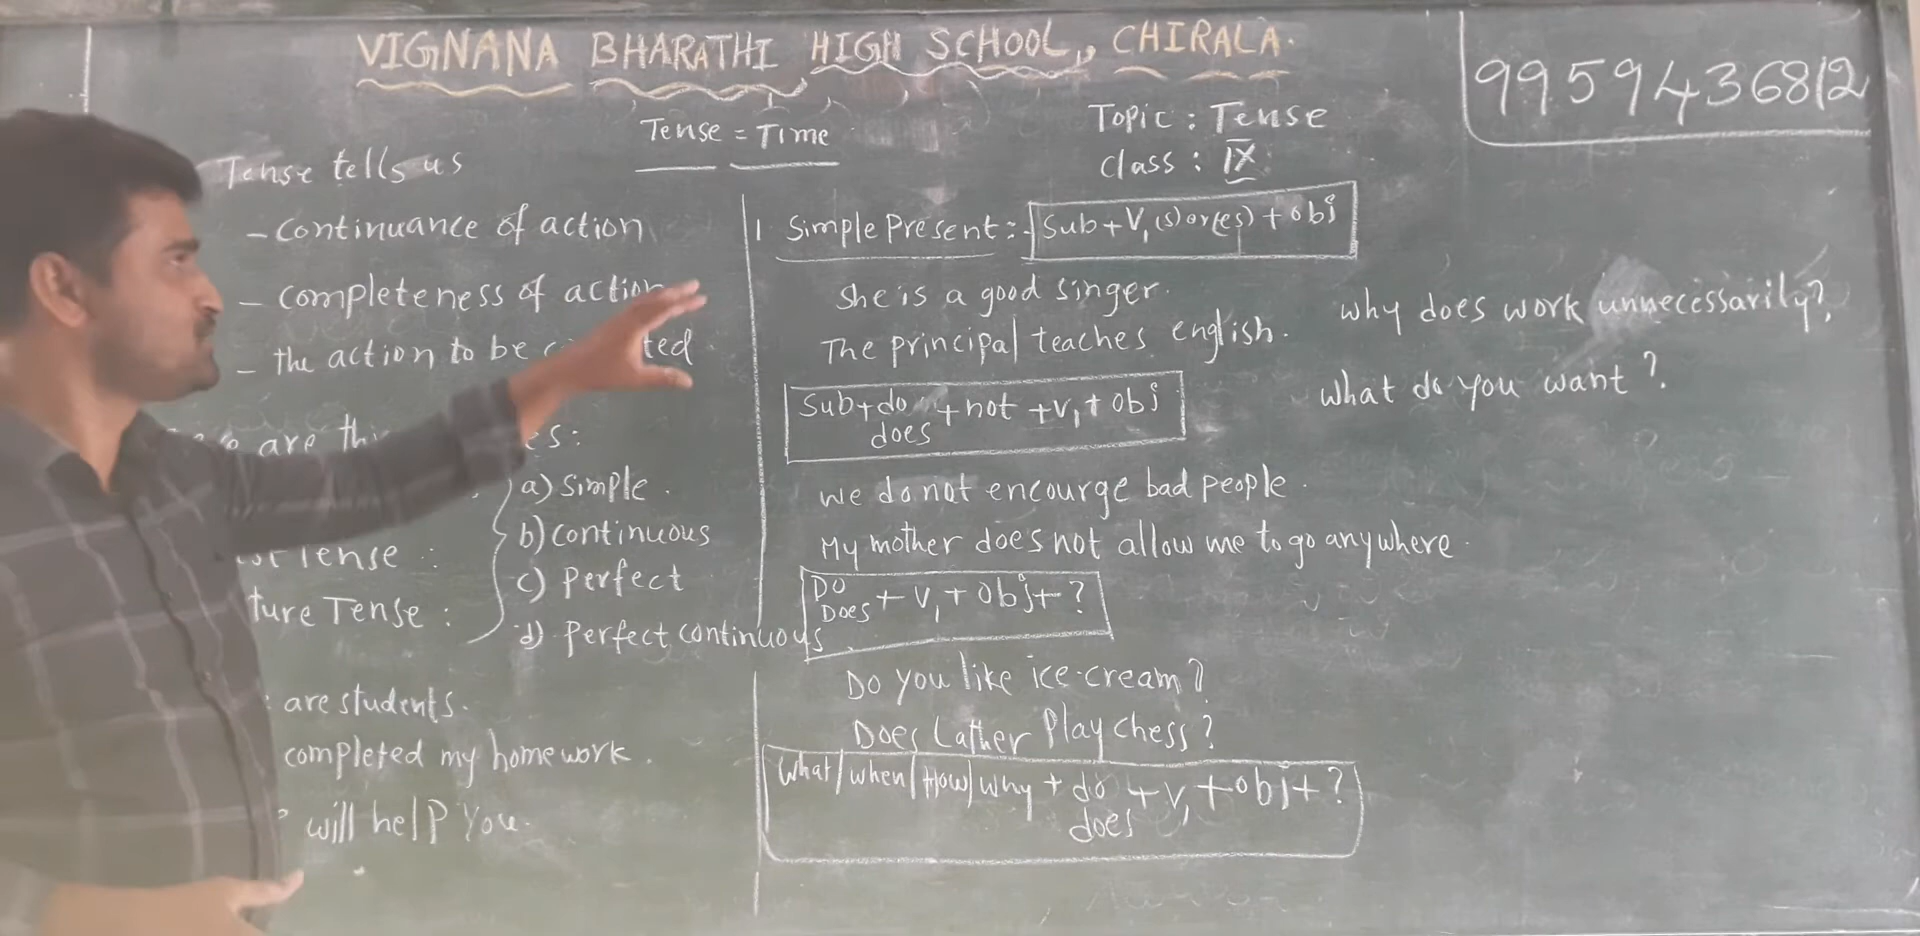 VIGNANA BHARATHI HIGH SCHOOL, CHIRALA.
9959436812
Tense = Time
Topic : Tense
class : IX
Tense tells us
- continuance of action
- completeness of action
- the action to be
are
a) simple.
b) continuous
c) perfect
d) perfect continuous
Tense :
Tense :
are students.
completed my homework.
will help you.
1 Simple Present :- Sub + V1 (s) or (es) + obj
she is a good singer.
The principal teaches english.
Sub + do + not + V1 + obj
does
we do not encourge bad people.
My mother does not allow me to go anywhere.
DO
Does + V1 + Obj + ?
Do you like ice-cream?
Does Lather Play chess?
What / when / How / why + do + V1 + obj + ?
does
why does work unnecessarily?
what do you want?